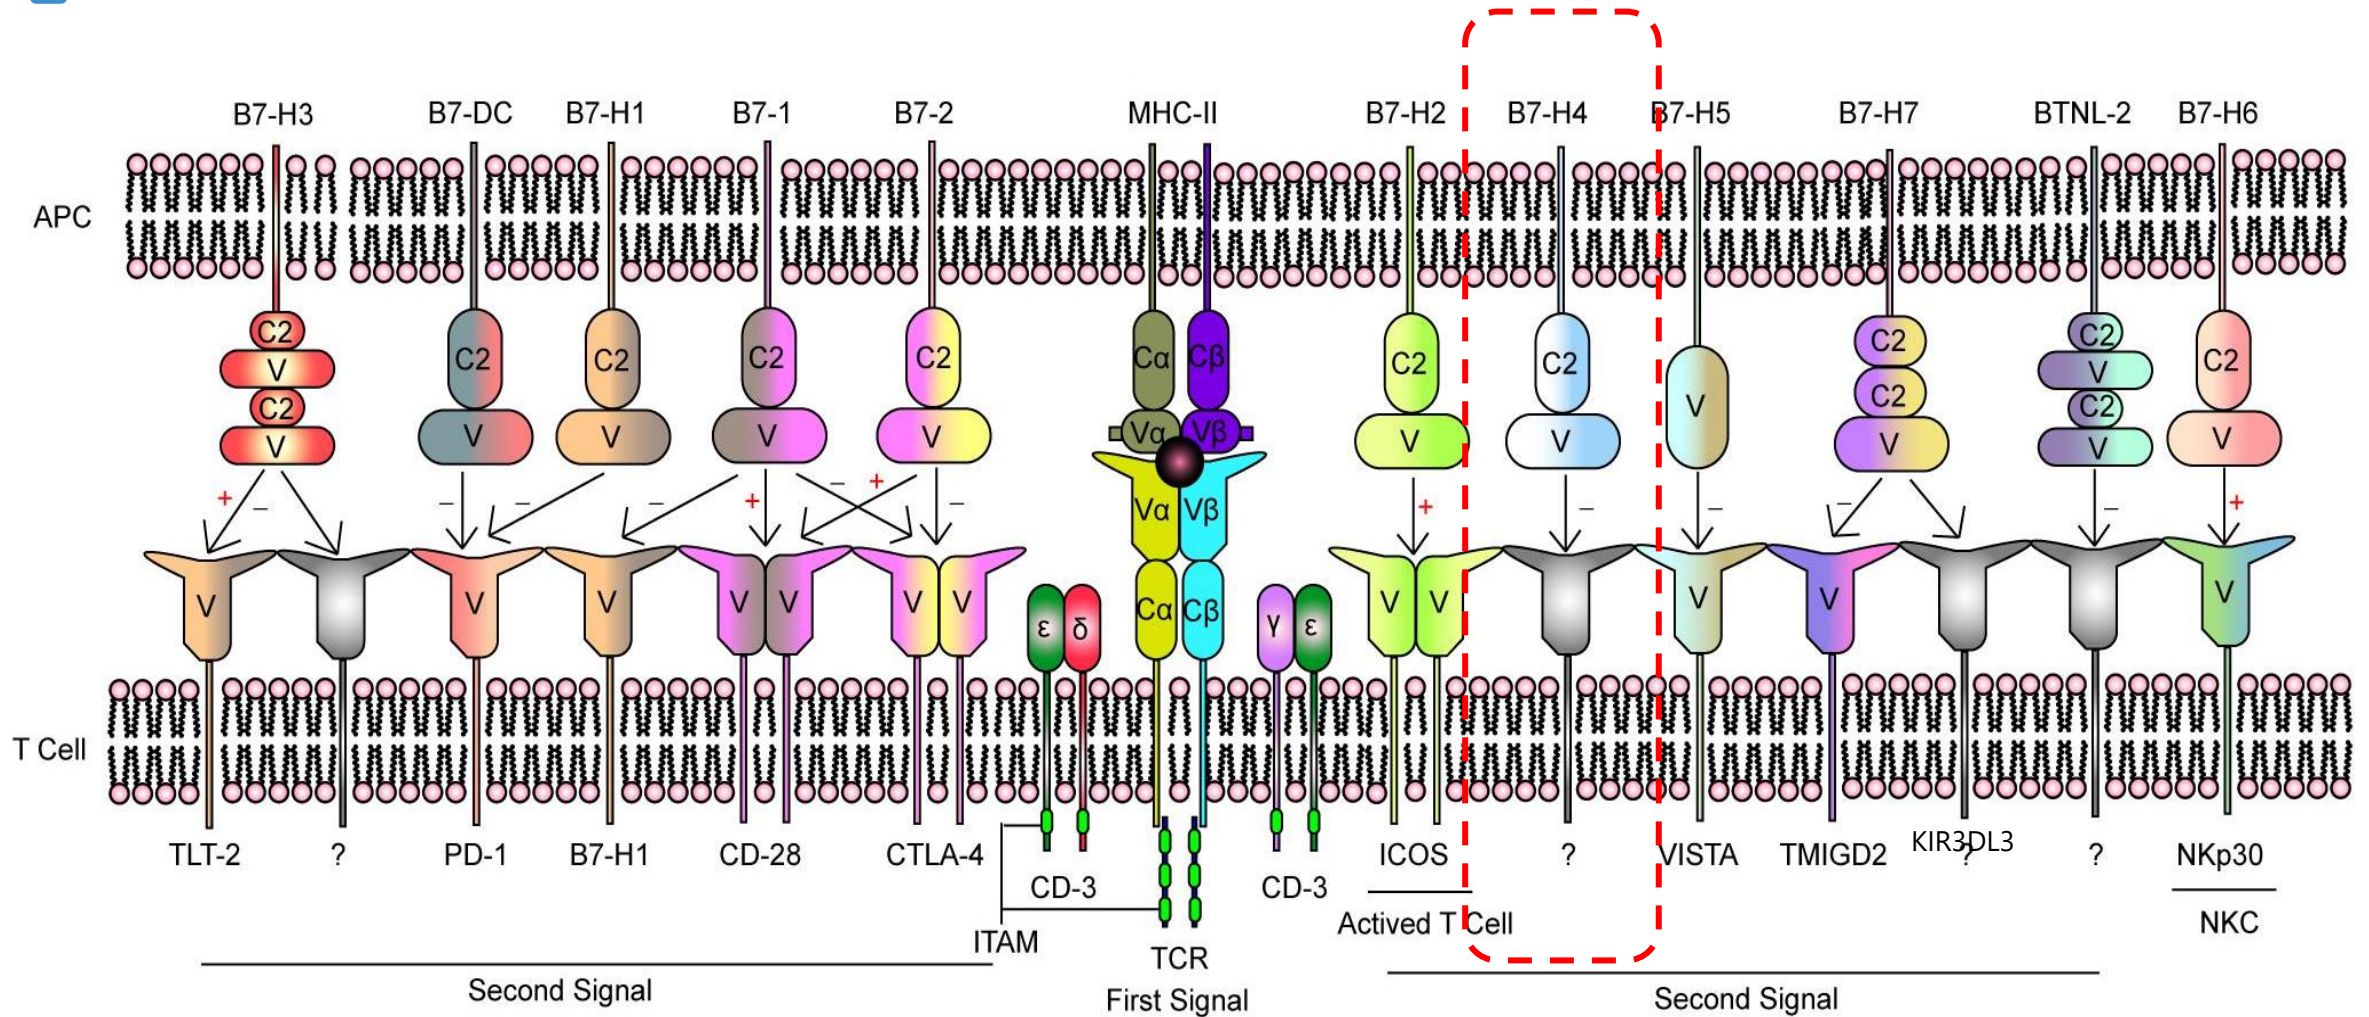 B7-H3 B7-DC B7-H1 B7-1 B7-2 MHC-II B7-H2 B7-H4 B7-H5 B7-H7 BTNL-2 B7-H6
APC
C2 V C2 V
C2 V
C2 V
C2 V
C2 V
Cα Cβ
Vα Vβ
C2 V
C2 V
V
C2 C2 V
C2 V C2 V
C2 V
+ − − − − + − + − + − − − − +
Vα Vβ
Cα Cβ
V V V V V V V ε δ γ ε V V V V V
T Cell
TLT-2 ? PD-1 B7-H1 CD-28 CTLA-4 ICOS ? VISTA TMIGD2 KIR3DL3 ? ? NKp30
CD-3 CD-3
Actived T Cell NKC
ITAM
TCR
Second Signal First Signal Second Signal